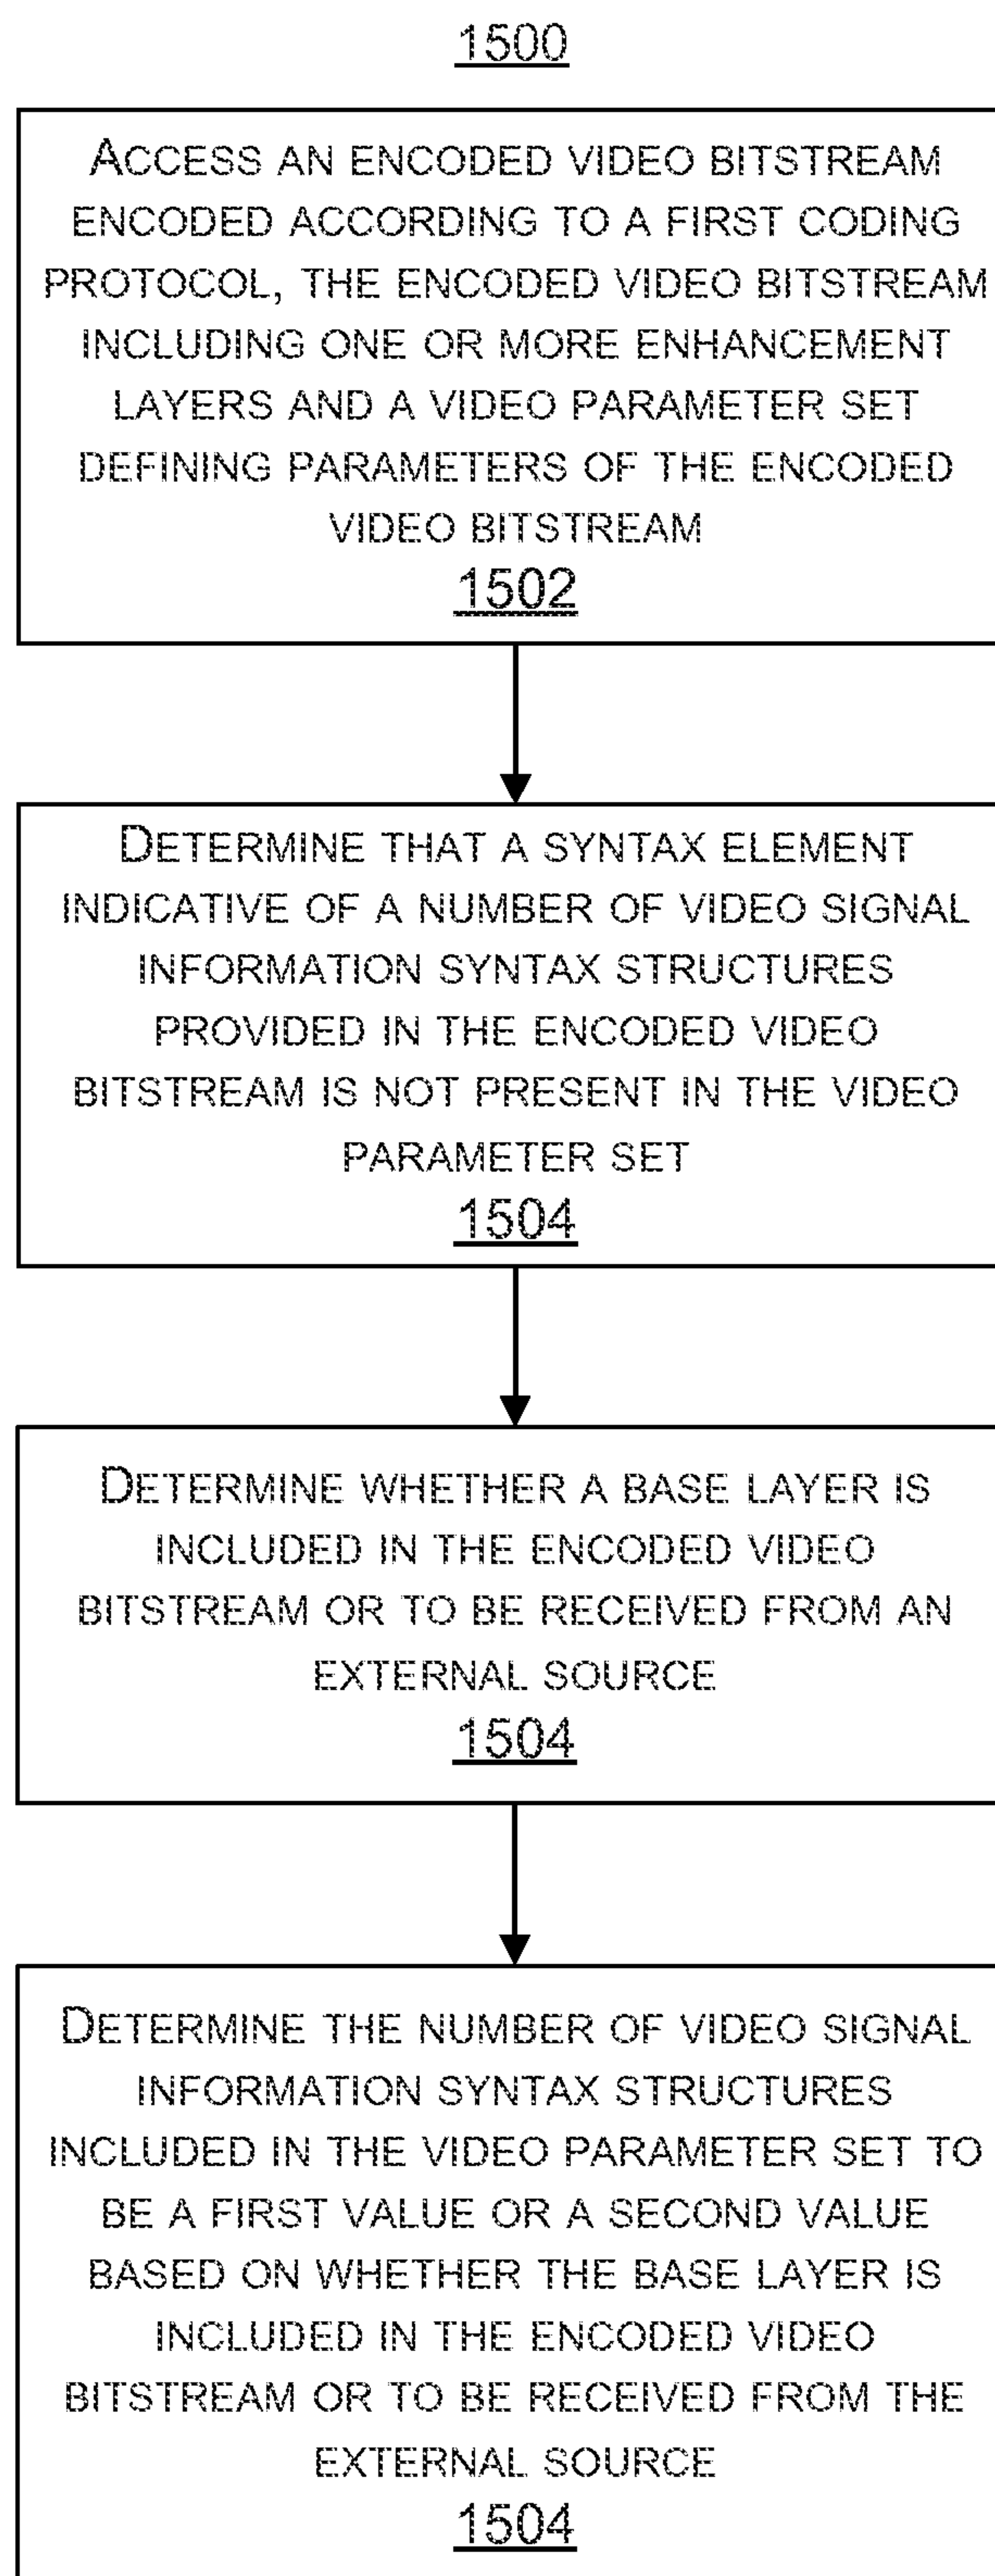 1500
ACCESS AN ENCODED VIDEO BITSTREAM
ENCODED ACCORDING TO A FIRST CODING
PROTOCOL, THE ENCODED VIDEO BITSTREAM
INCLUDING ONE OR MORE ENHANCEMENT
LAYERS AND A VIDEO PARAMETER SET
DEFINING PARAMETERS OF THE ENCODED
VIDEO BITSTREAM
1502
DETERMINE THAT A SYNTAX ELEMENT
INDICATIVE OF A NUMBER OF VIDEO SIGNAL
INFORMATION SYNTAX STRUCTURES
PROVIDED IN THE ENCODED VIDEO
BITSTREAM IS NOT PRESENT IN THE VIDEO
PARAMETER SET
1504
DETERMINE WHETHER A BASE LAYER IS
INCLUDED IN THE ENCODED VIDEO
BITSTREAM OR TO BE RECEIVED FROM AN
EXTERNAL SOURCE
1504
DETERMINE THE NUMBER OF VIDEO SIGNAL
INFORMATION SYNTAX STRUCTURES
INCLUDED IN THE VIDEO PARAMETER SET TO
BE A FIRST VALUE OR A SECOND VALUE
BASED ON WHETHER THE BASE LAYER IS
INCLUDED IN THE ENCODED VIDEO
BITSTREAM OR TO BE RECEIVED FROM THE
EXTERNAL SOURCE
1504